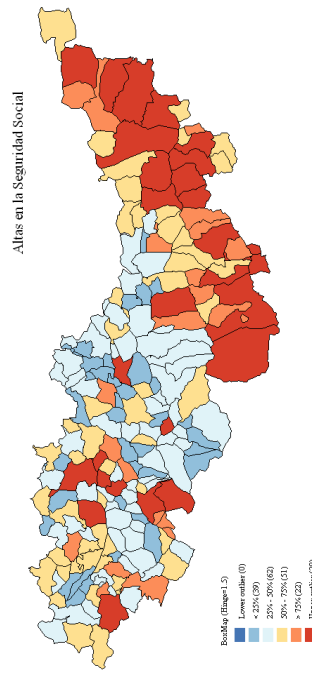 Altas en la Seguridad Social
BoxMap (Hinge=1.5)
Lower outlier (0)
< 25% (39)
25% - 50% (62)
50% - 75% (51)
> 75% (22)